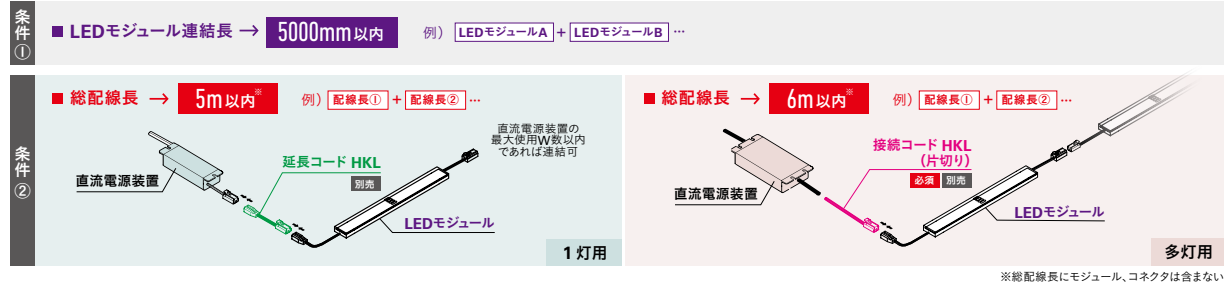 条件①
■ LEDモジュール連結長 → 5000mm以内 例） LEDモジュールA + LEDモジュールB …
条件②
■ 総配線長 → 5m以内※ 例） 配線長① + 配線長② …
直流電源装置の
最大使用W数以内
であれば連結可
延長コード HKL
別売
直流電源装置
LEDモジュール
1灯用
■ 総配線長 → 6m以内※ 例） 配線長① + 配線長② …
接続コード HKL
（片切り）
必須 別売
直流電源装置
LEDモジュール
多灯用
※総配線長にモジュール、コネクタは含まない